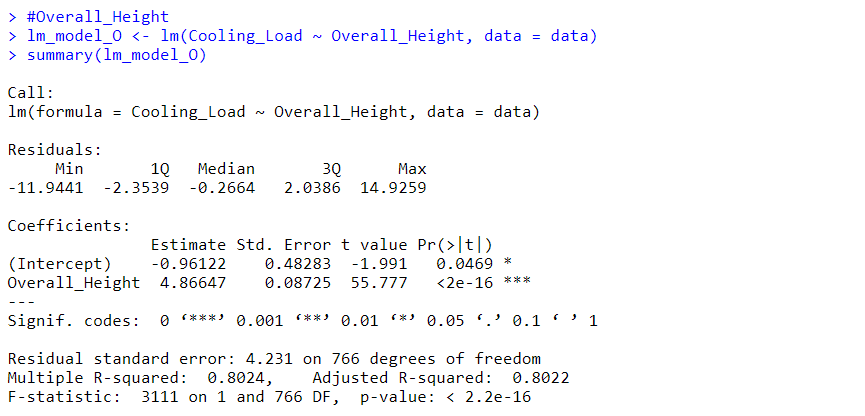 > #Overall_Height
> lm_model_O <- lm(Cooling_Load ~ Overall_Height, data = data)
> summary(lm_model_O)
Call:
lm(formula = Cooling_Load ~ Overall_Height, data = data)
Residuals:
     Min       1Q   Median       3Q      Max
-11.9441  -2.3539  -0.2664   2.0386  14.9259
Coefficients:
               Estimate Std. Error t value Pr(>|t|)
(Intercept)    -0.96122    0.48283  -1.991   0.0469 *
Overall_Height  4.86647    0.08725  55.777   <2e-16 ***
---
Signif. codes:  0 ‘***’ 0.001 ‘**’ 0.01 ‘*’ 0.05 ‘.’ 0.1 ‘ ’ 1
Residual standard error: 4.231 on 766 degrees of freedom
Multiple R-squared:  0.8024,    Adjusted R-squared:  0.8022
F-statistic:  3111 on 1 and 766 DF,  p-value: < 2.2e-16